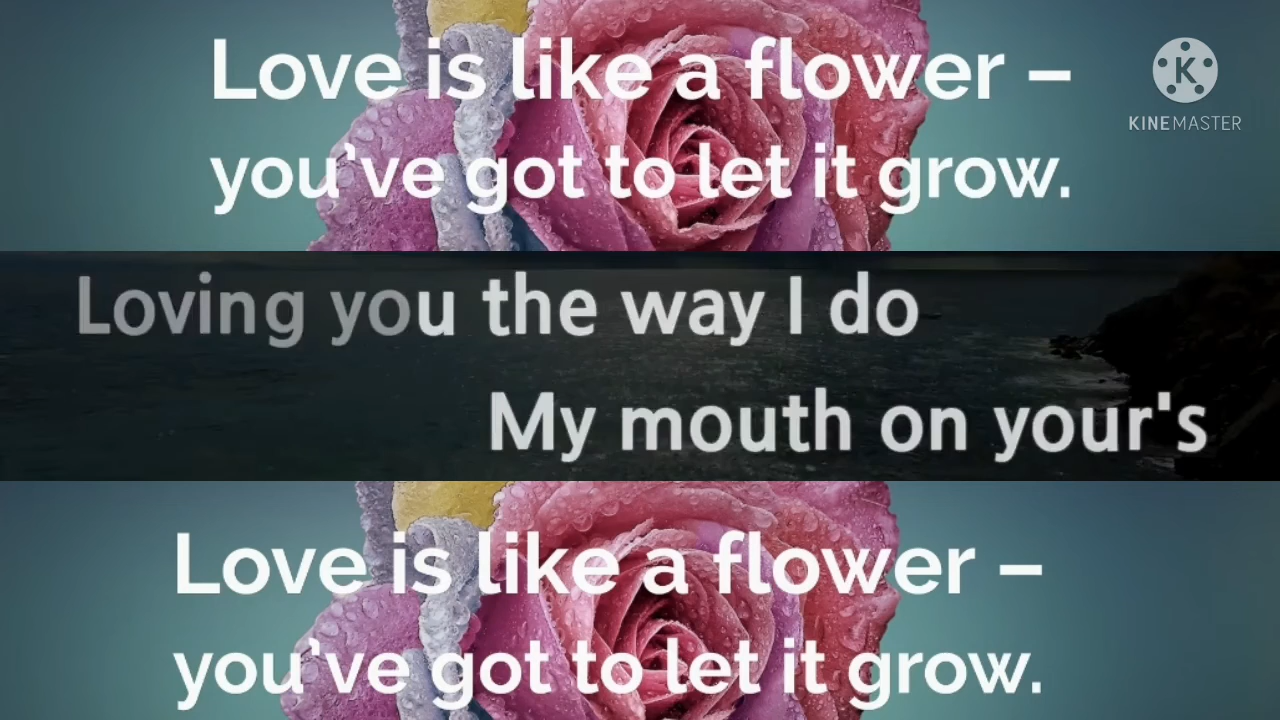 Love is like a flower –
you’ve got to let it grow.
KINEMASTER
Loving you the way I do
My mouth on your's
Love is like a flower –
you’ve got to let it grow.